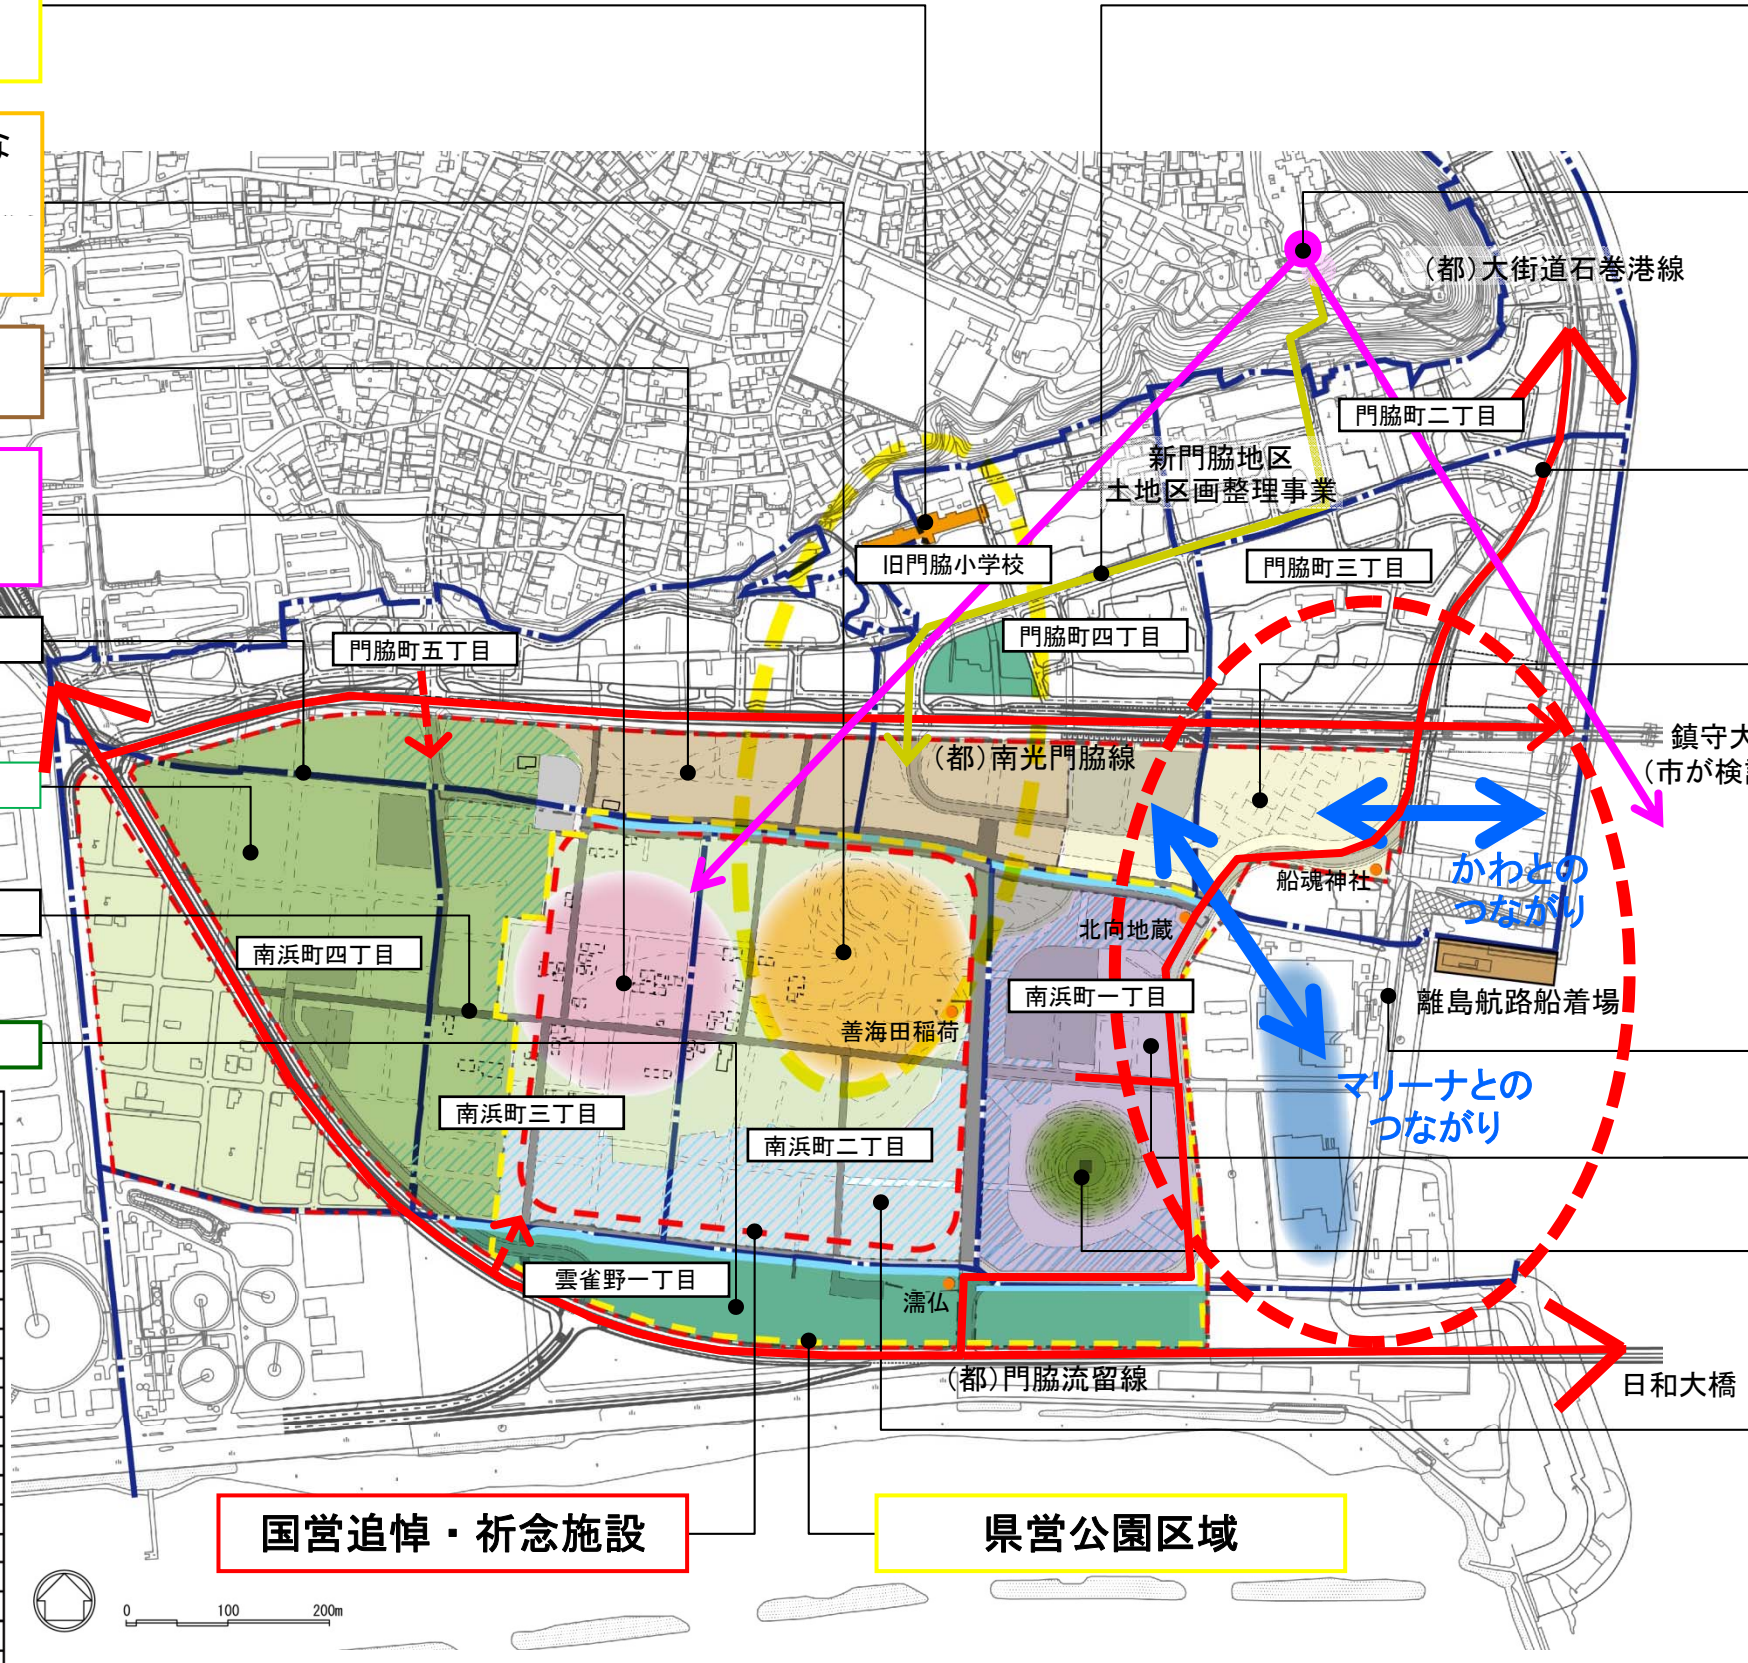 な
(都)大街道石巻港線
門脇町二丁目
新門脇地区
土地区画整理事業
旧門脇小学校
門脇町三丁目
門脇町四丁目
門脇町五丁目
(都)南光門脇線
鎮守大
(市が検討
かわとの
つながり
船魂神社
北向地蔵
南浜町四丁目
南浜町一丁目
離島航路船着場
善海田稲荷
マリーナとの
つながり
南浜町三丁目
南浜町二丁目
雲雀野一丁目
濡仏
(都)門脇流留線
日和大橋
国営追悼・祈念施設
県営公園区域
0 100 200m